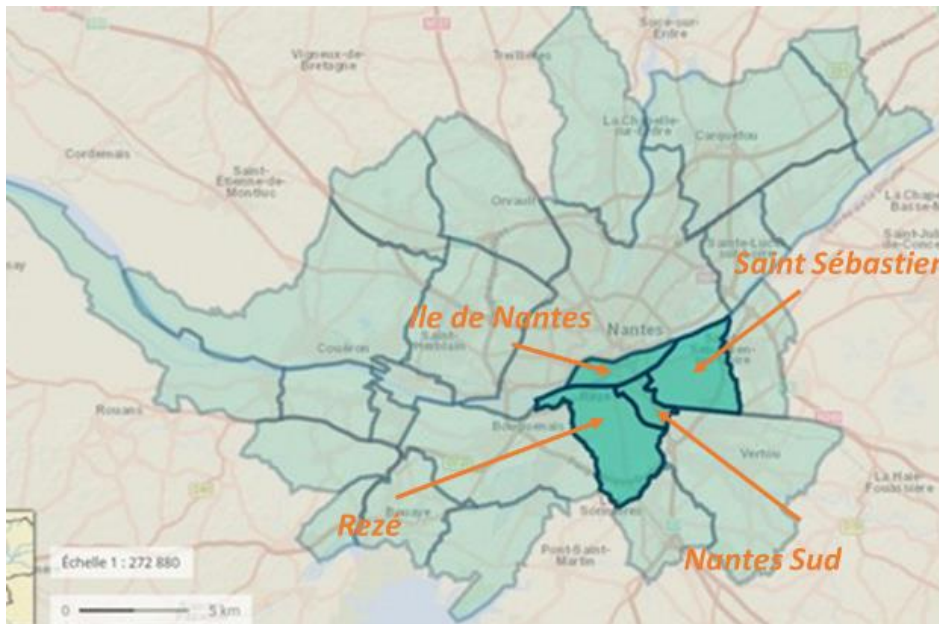 Sucé-sur-
Erdre
Vigneux-de-
Bretagne
Treillières
La Chapelle-
sur-Erdre
Carquefou
Cordemais
Saint-
Étienne-de-
Montluc
Orvault
Saint Sébastien
Ile de Nantes
Nantes
Saint-
Herblain
Couëron
Rouans
Bouguenais
Vertou
La Haie-
Fouassière
Rezé
Bouaye
Sorinières
Pont-Saint-
Martin
Nantes Sud
Échelle 1 : 272 880
0 5 km